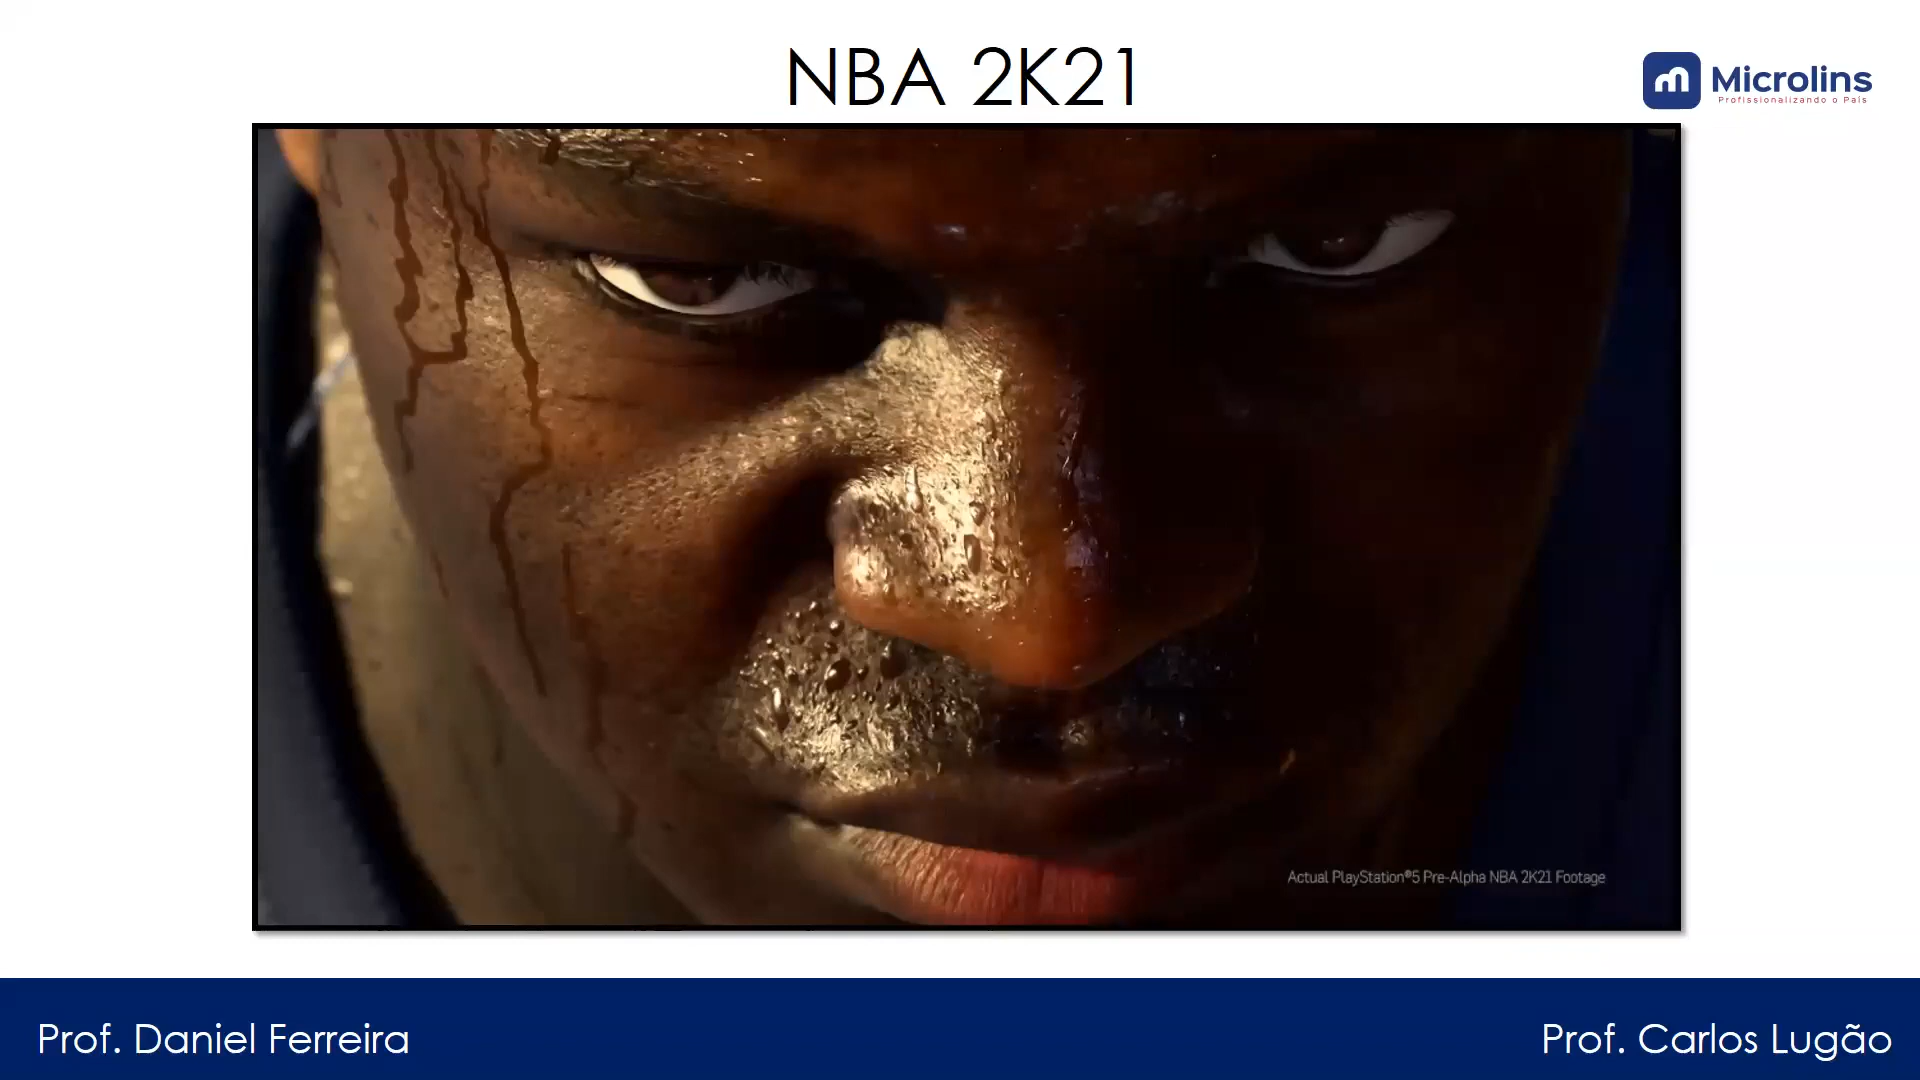 NBA 2K21
Microlins
Profissionalizando o País
Actual PlayStation®5 Pre-Alpha NBA 2K21 Footage
Prof. Daniel Ferreira
Prof. Carlos Lugão